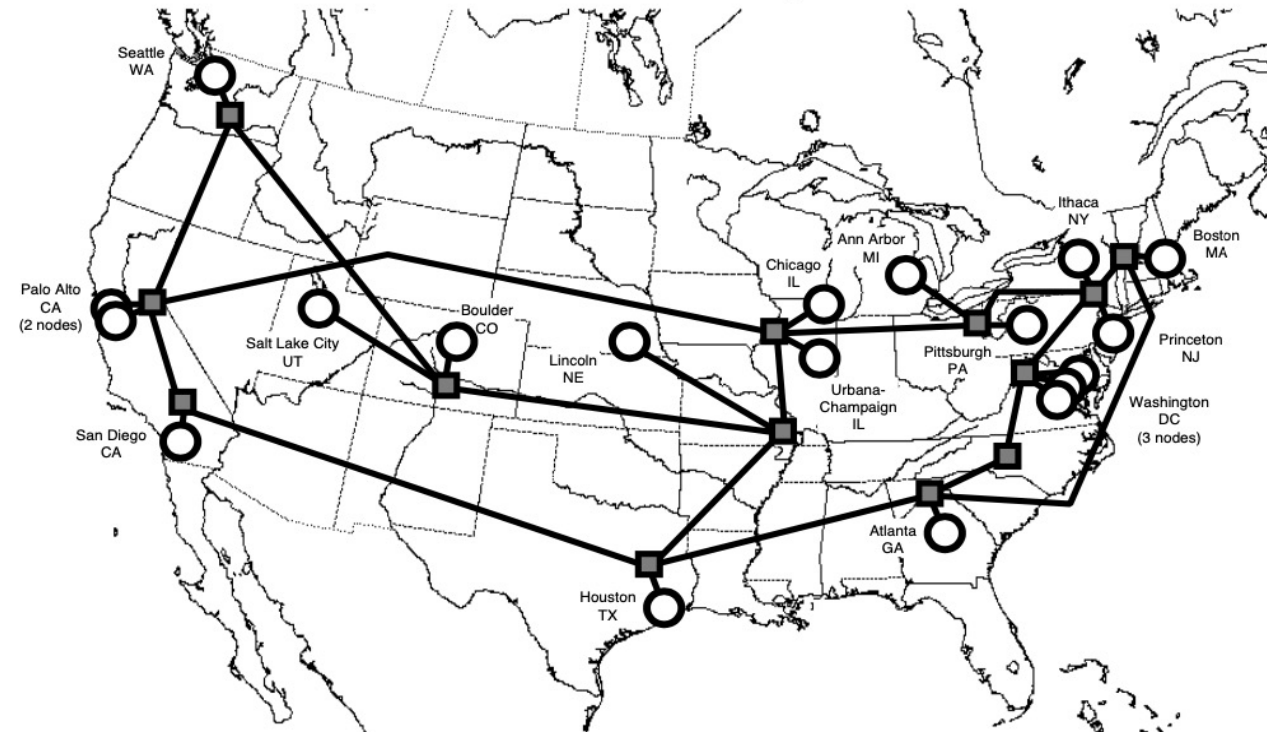 Seattle
WA
Ithaca
NY
Ann Arbor
MI
Boston
MA
Chicago
IL
Palo Alto
CA
(2 nodes)
Boulder
CO
Salt Lake City
UT
Lincoln
NE
Pittsburgh
PA
Princeton
NJ
Urbana-
Champaign
IL
Washington
DC
(3 nodes)
San Diego
CA
Atlanta
GA
Houston
TX